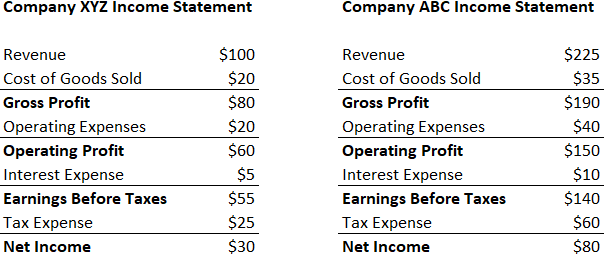 Company XYZ Income Statement Company ABC Income Statement
Revenue $100 Revenue $225
Cost of Goods Sold $20 Cost of Goods Sold $35
Gross Profit $80 Gross Profit $190
Operating Expenses $20 Operating Expenses $40
Operating Profit $60 Operating Profit $150
Interest Expense $5 Interest Expense $10
Earnings Before Taxes $55 Earnings Before Taxes $140
Tax Expense $25 Tax Expense $60
Net Income $30 Net Income $80